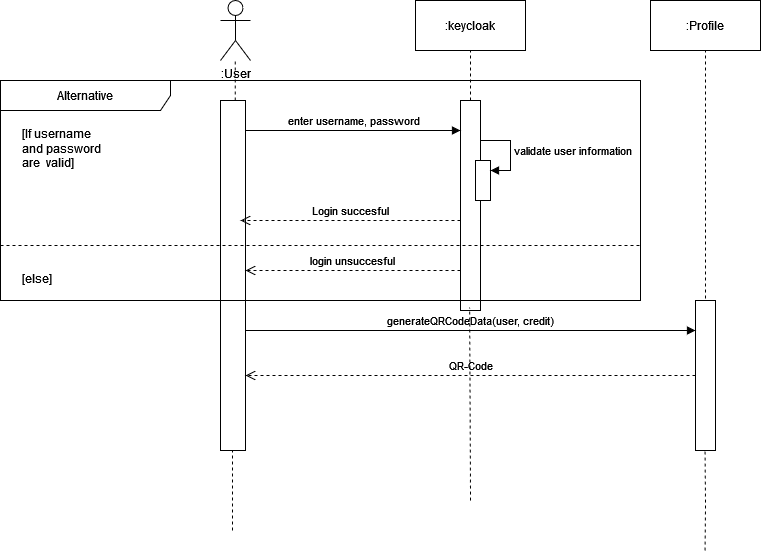 :keycloak
:Profile
:User
Alternative
enter username, password
[If username
and password
are valid]
validate user information
Login succesful
login unsuccesful
[else]
generateQRCodeData(user, credit)
QR-Code